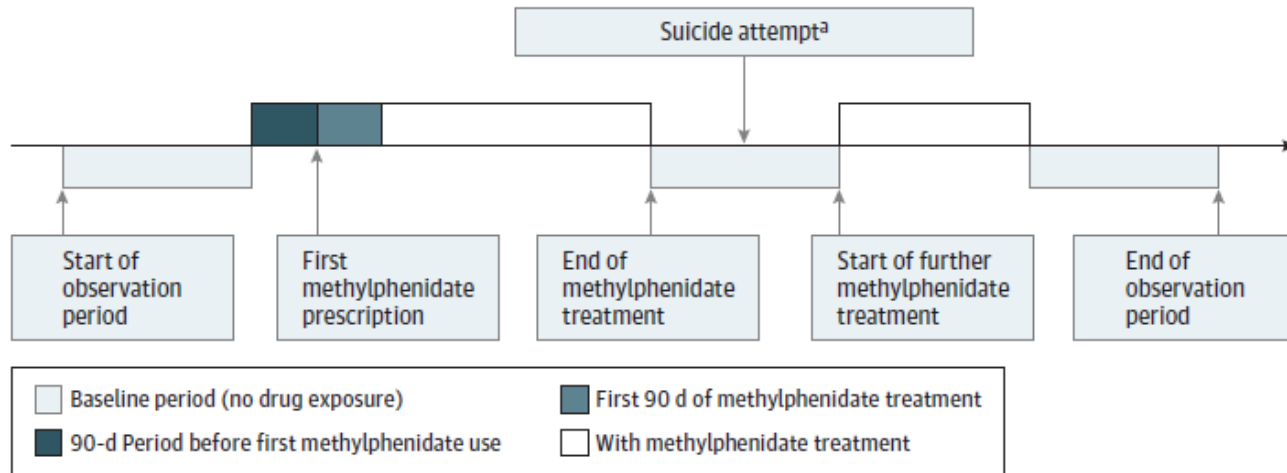 Suicide attemptᵃ
Start of
observation
period
First
methylphenidate
prescription
End of
methylphenidate
treatment
Start of further
methylphenidate
treatment
End of
observation
period
Baseline period (no drug exposure)
First 90 d of methylphenidate treatment
90-d Period before first methylphenidate use
With methylphenidate treatment